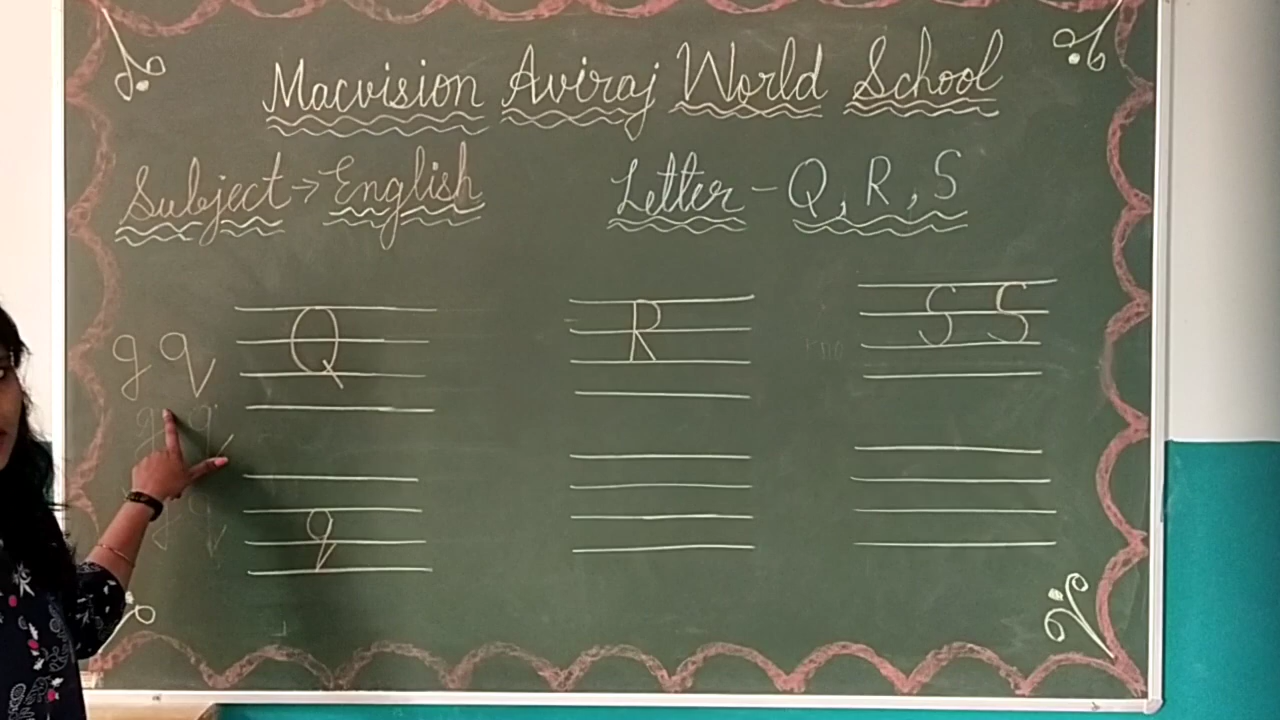 Macvision Aviraj World School
Subject → English
Letter - Q, R, S
g q
Q
R
S S
g q
q